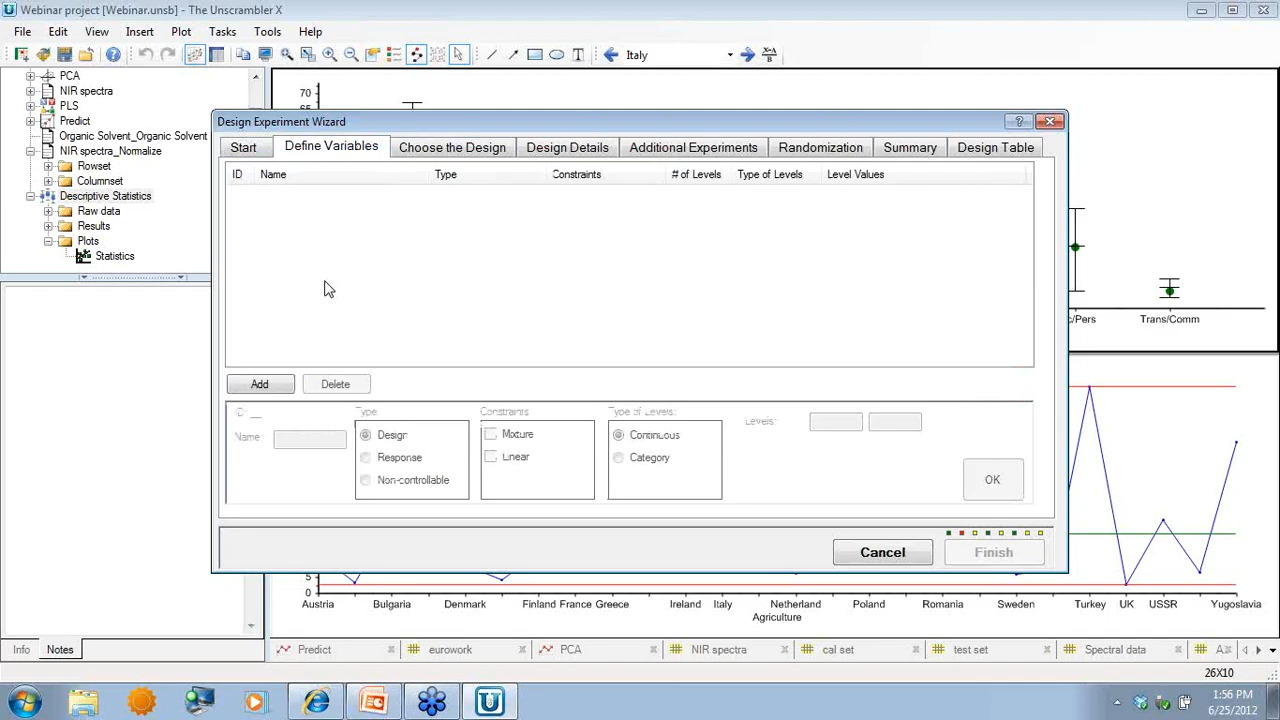 Webinar project [Webinar.unsb] - The Unscrambler X
File Edit View Insert Plot Tasks Tools Help
Italy
PCA
NIR spectra
PLS
Predict
Organic Solvent_Organic Solvent
NIR spectra_Normalize
Rowset
Columnset
Descriptive Statistics
Raw data
Results
Plots
Statistics
70
Design Experiment Wizard
Start Define Variables Choose the Design Design Details Additional Experiments Randomization Summary Design Table
ID Name Type Constraints # of Levels Type of Levels Level Values
Add Delete
ID: __ Type: Constraints Type of Levels: Levels:
Name: Design Mixture Continuous
Response Linear Category
Non-controllable OK
Cancel Finish
c/Pers Trans/Comm
5
0
Austria Bulgaria Denmark Finland France Greece Ireland Italy Netherland Poland Romania Sweden Turkey UK USSR Yugoslavia
Agriculture
Info Notes Predict eurowork PCA NIR spectra cal set test set Spectral data
26X10
1:56 PM
6/25/2012